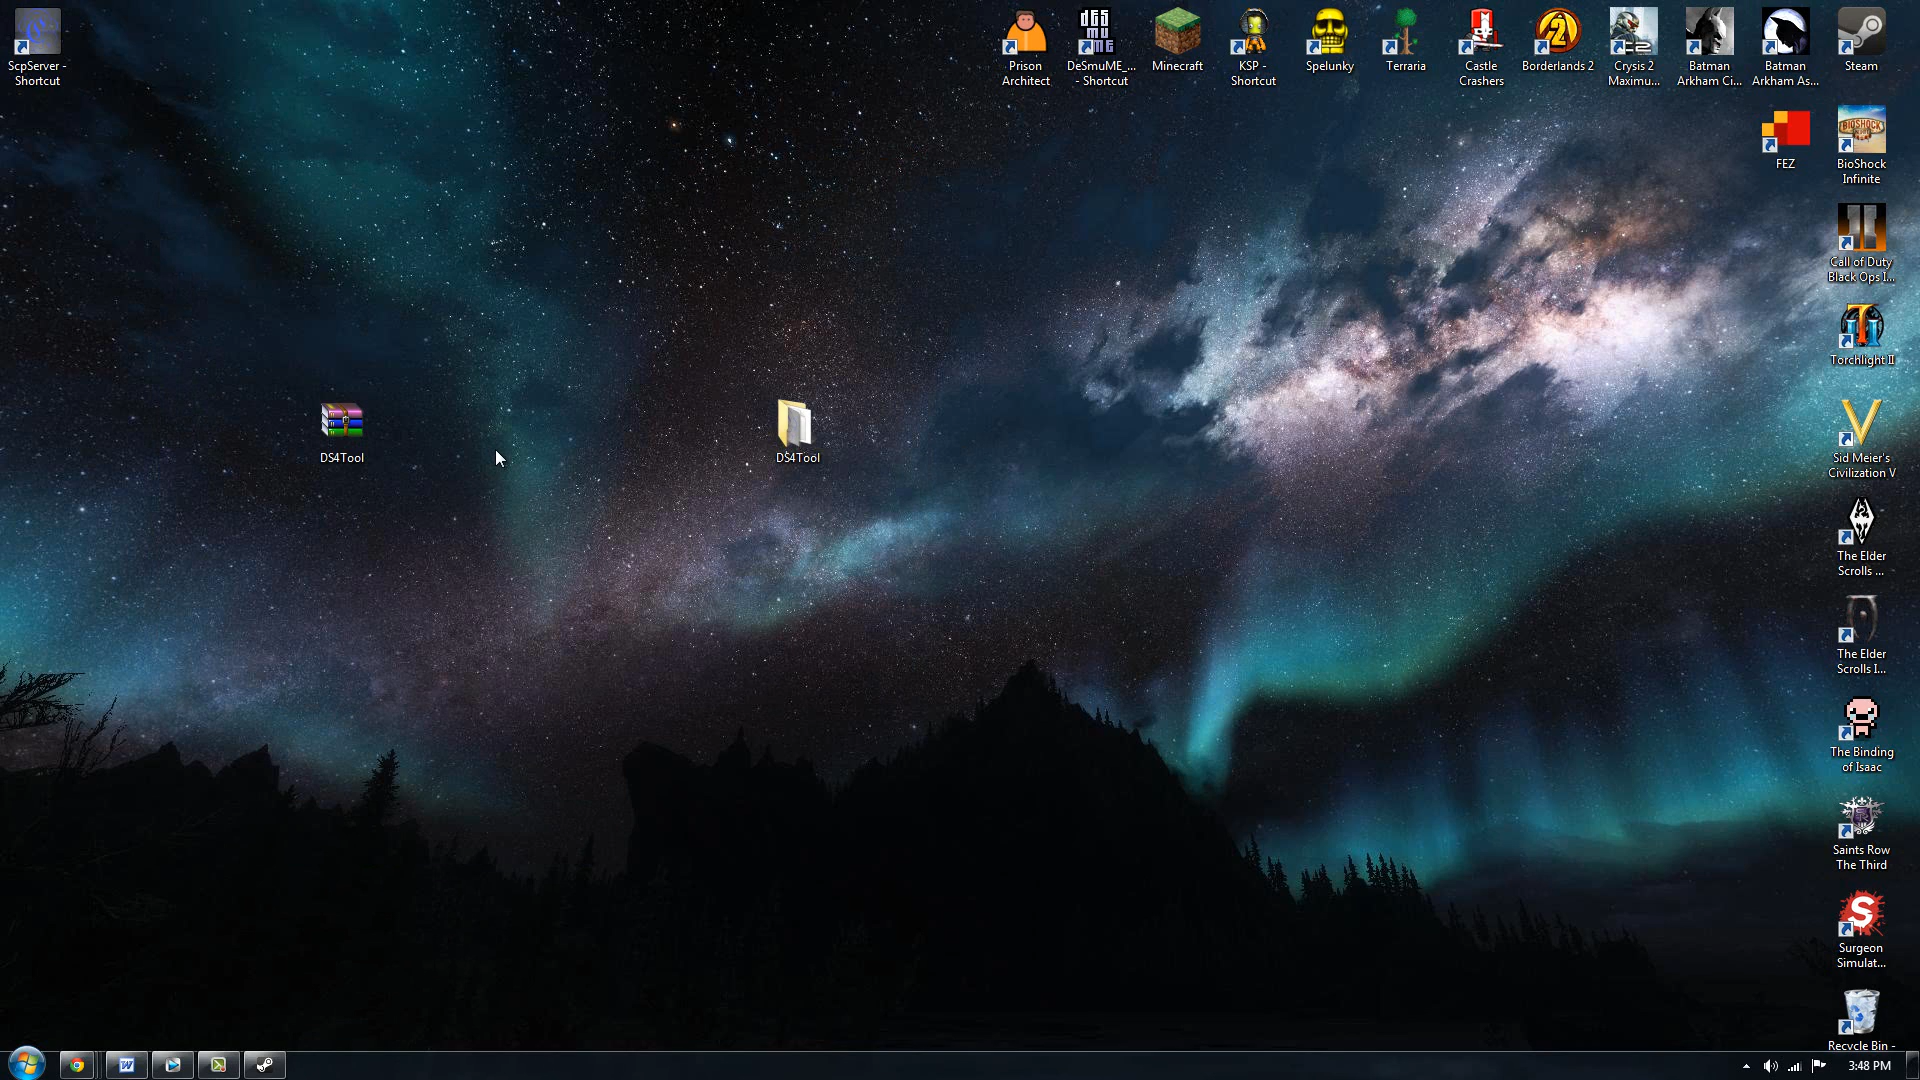 ScpServer -
Shortcut
Prison
Architect
DeSmuME_...
- Shortcut
Minecraft
KSP -
Shortcut
Spelunky
Terraria
Castle
Crashers
Borderlands 2
Crysis 2
Maximu...
Batman
Arkham Ci...
Batman
Arkham As...
Steam
FEZ
BioShock
Infinite
Call of Duty
Black Ops I...
Torchlight II
DS4Tool
DS4Tool
Sid Meier's
Civilization V
The Elder
Scrolls ...
The Elder
Scrolls I...
The Binding
of Isaac
Saints Row
The Third
Surgeon
Simulat...
Recycle Bin -
3:48 PM